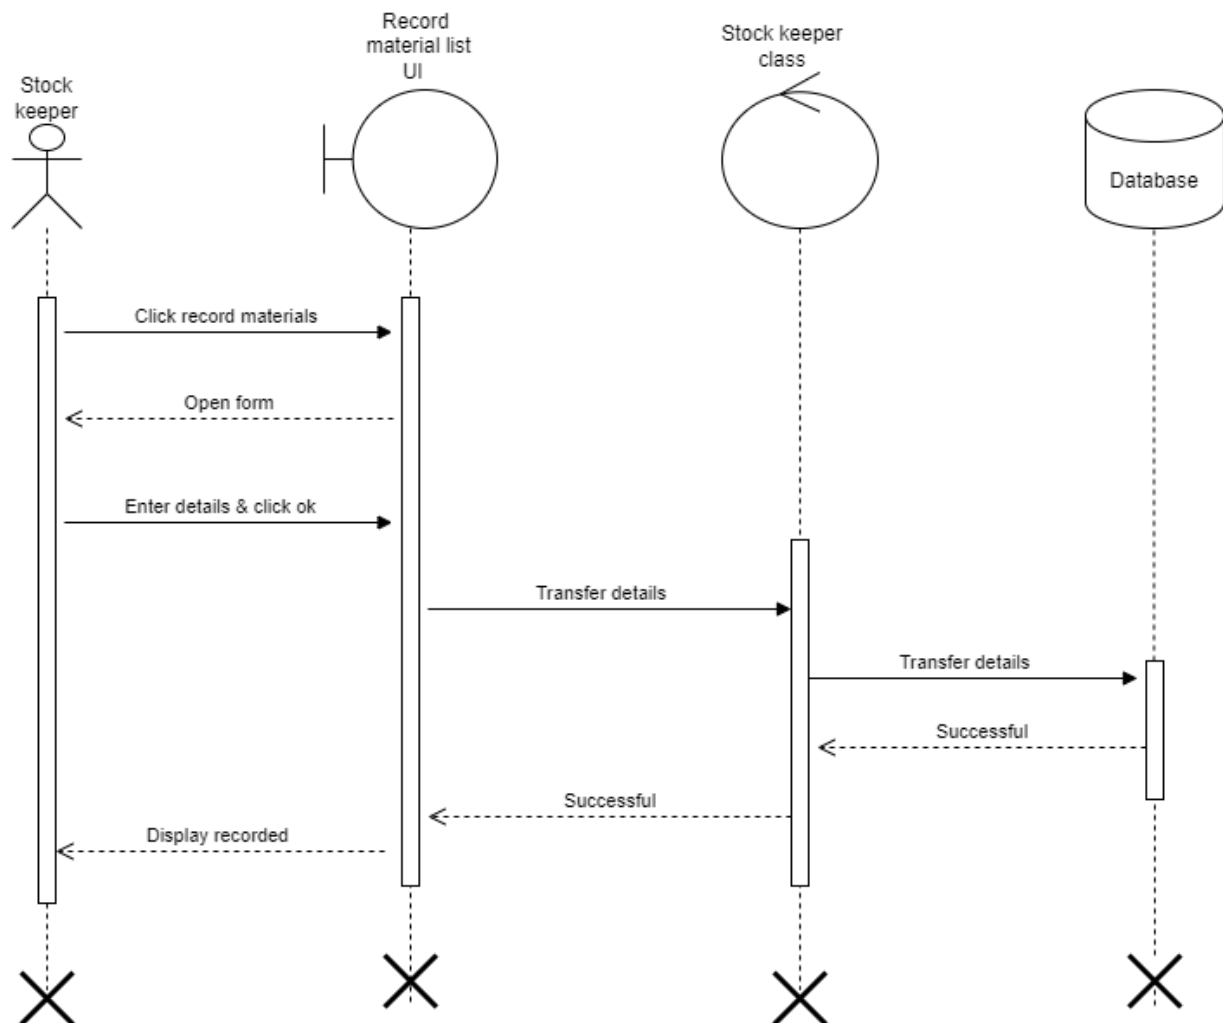 Record
material list
UI
Stock keeper
class
Stock
keeper
Database
Click record materials
Open form
Enter details & click ok
Transfer details
Transfer details
Successful
Successful
Display recorded